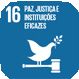 16 PAZ, JUSTIÇA E
INSTITUIÇÕES
EFICAZES